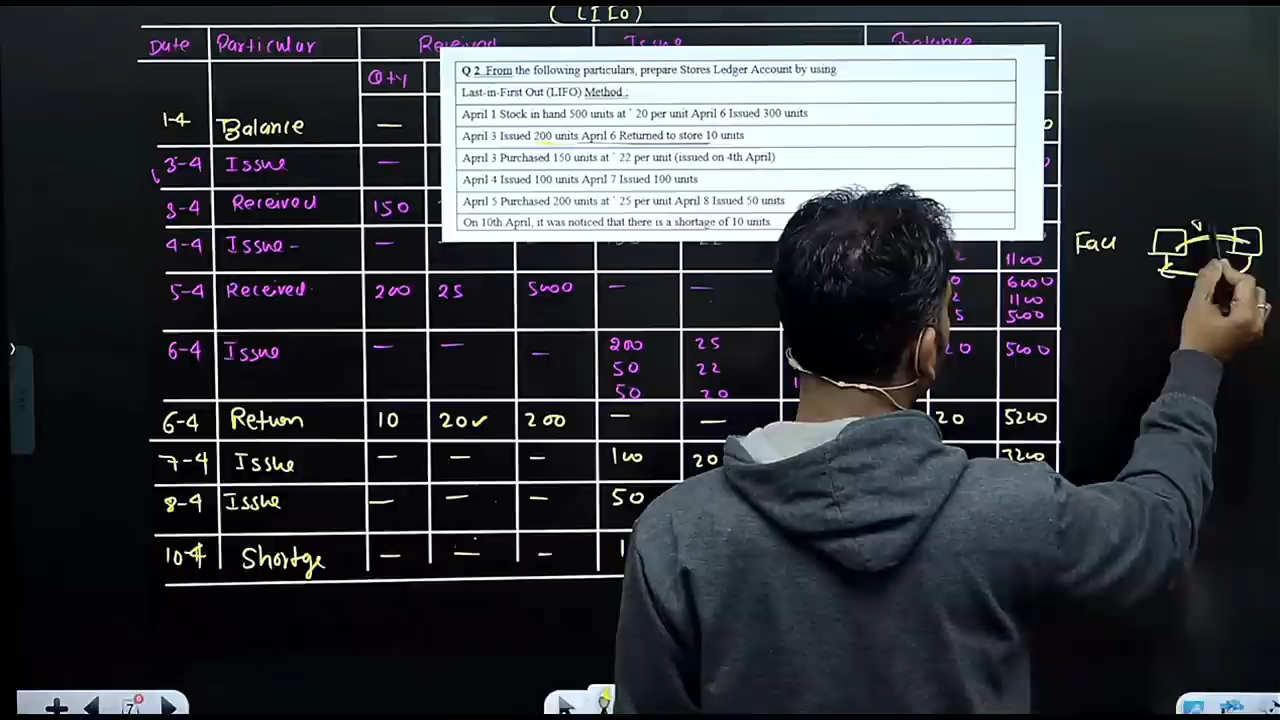 ( LIFO )
Date Particular Received Issue Balance
Qty
Q 2 From the following particulars, prepare Stores Ledger Account by using
Last-in-First Out (LIFO) Method :
April 1 Stock in hand 500 units at ` 20 per unit April 6 Issued 300 units
April 3 Issued 200 units April 6 Returned to store 10 units
April 3 Purchased 150 units at ` 22 per unit (issued on 4th April)
April 4 Issued 100 units April 7 Issued 100 units
April 5 Purchased 200 units at ` 25 per unit April 8 Issued 50 units
On 10th April, it was noticed that there is a shortage of 10 units
1-4 Balance —
3-4 Issue —
3-4 Received 150
4-4 Issue - — 1100
5-4 Received 200 25 5000 — — 6000
1100
5000
6-4 Issue — — — 200 25 20 5000
50 22
50 20
6-4 Return 10 20 ✓ 200 — — 20 5200
7-4 Issue — — — 100 20 3200
8-4 Issue — — — 50
10-4 Shortge — — —